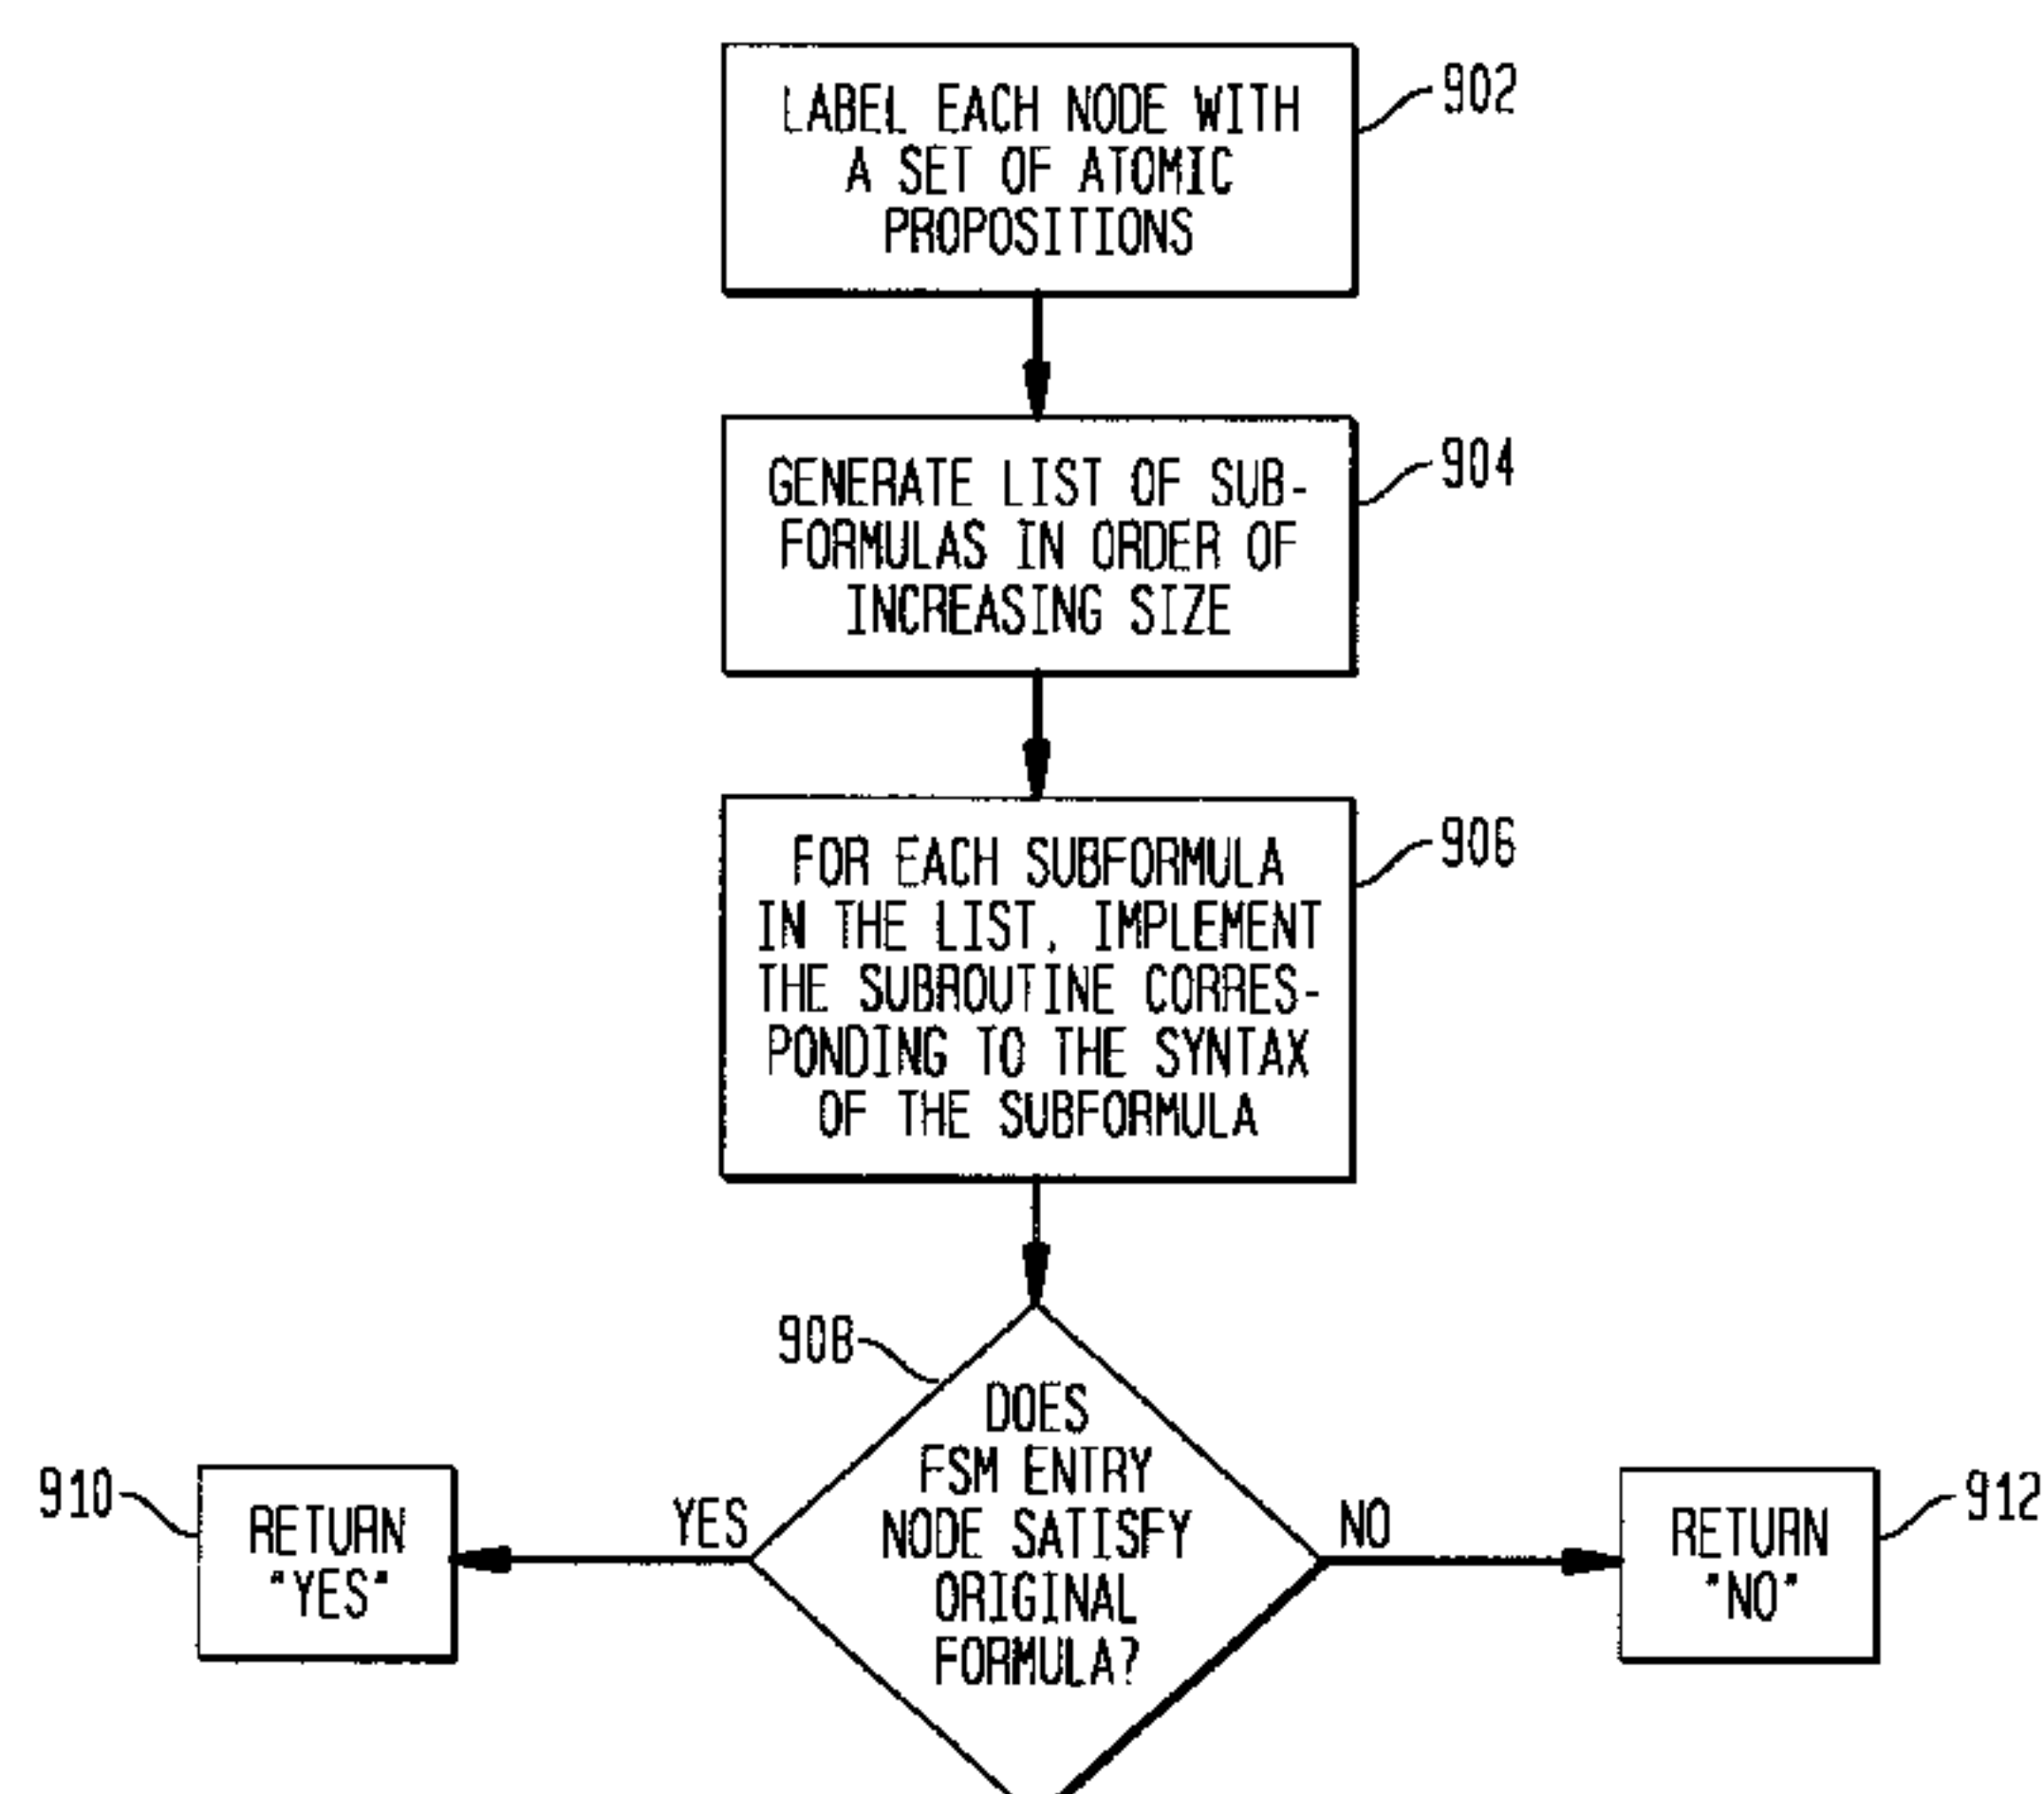 LABEL EACH NODE WITH
A SET OF ATOMIC
PROPOSITIONS
902
GENERATE LIST OF SUB-
FORMULAS IN ORDER OF
INCREASING SIZE
904
FOR EACH SUBFORMULA
IN THE LIST, IMPLEMENT
THE SUBROUTINE CORRES-
PONDING TO THE SYNTAX
OF THE SUBFORMULA
906
908
DOES
FSM ENTRY
NODE SATISFY
ORIGINAL
FORMULA?
YES
NO
910
RETURN
"YES"
RETURN
"NO"
912